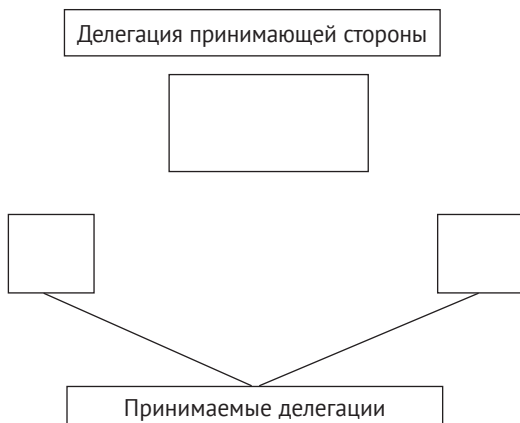 Делегация принимающей стороны
Принимаемые делегации